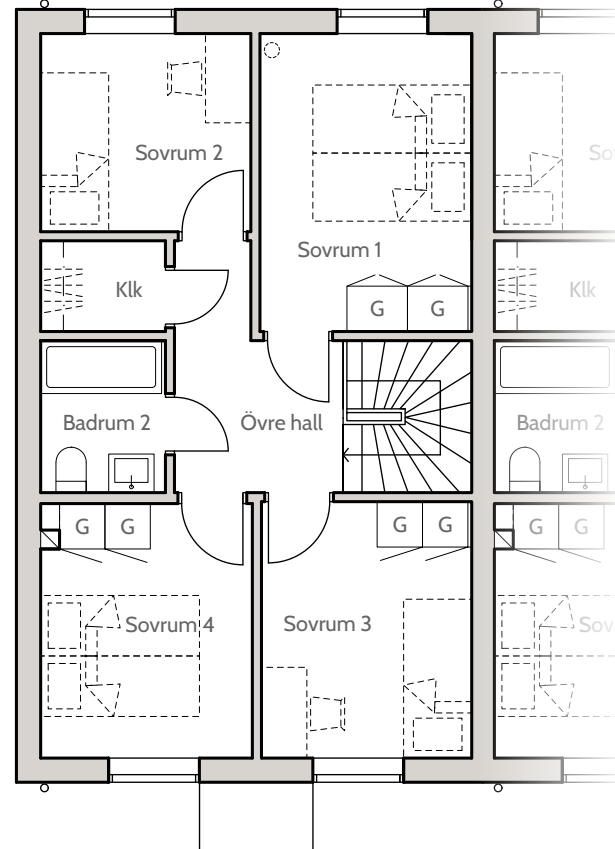 Sovrum 2
Sovrum 1
Klk
Klk
G G
Badrum 2
Övre hall
Badrum 2
G G
G G
G G
Sovrum 4
Sovrum 3